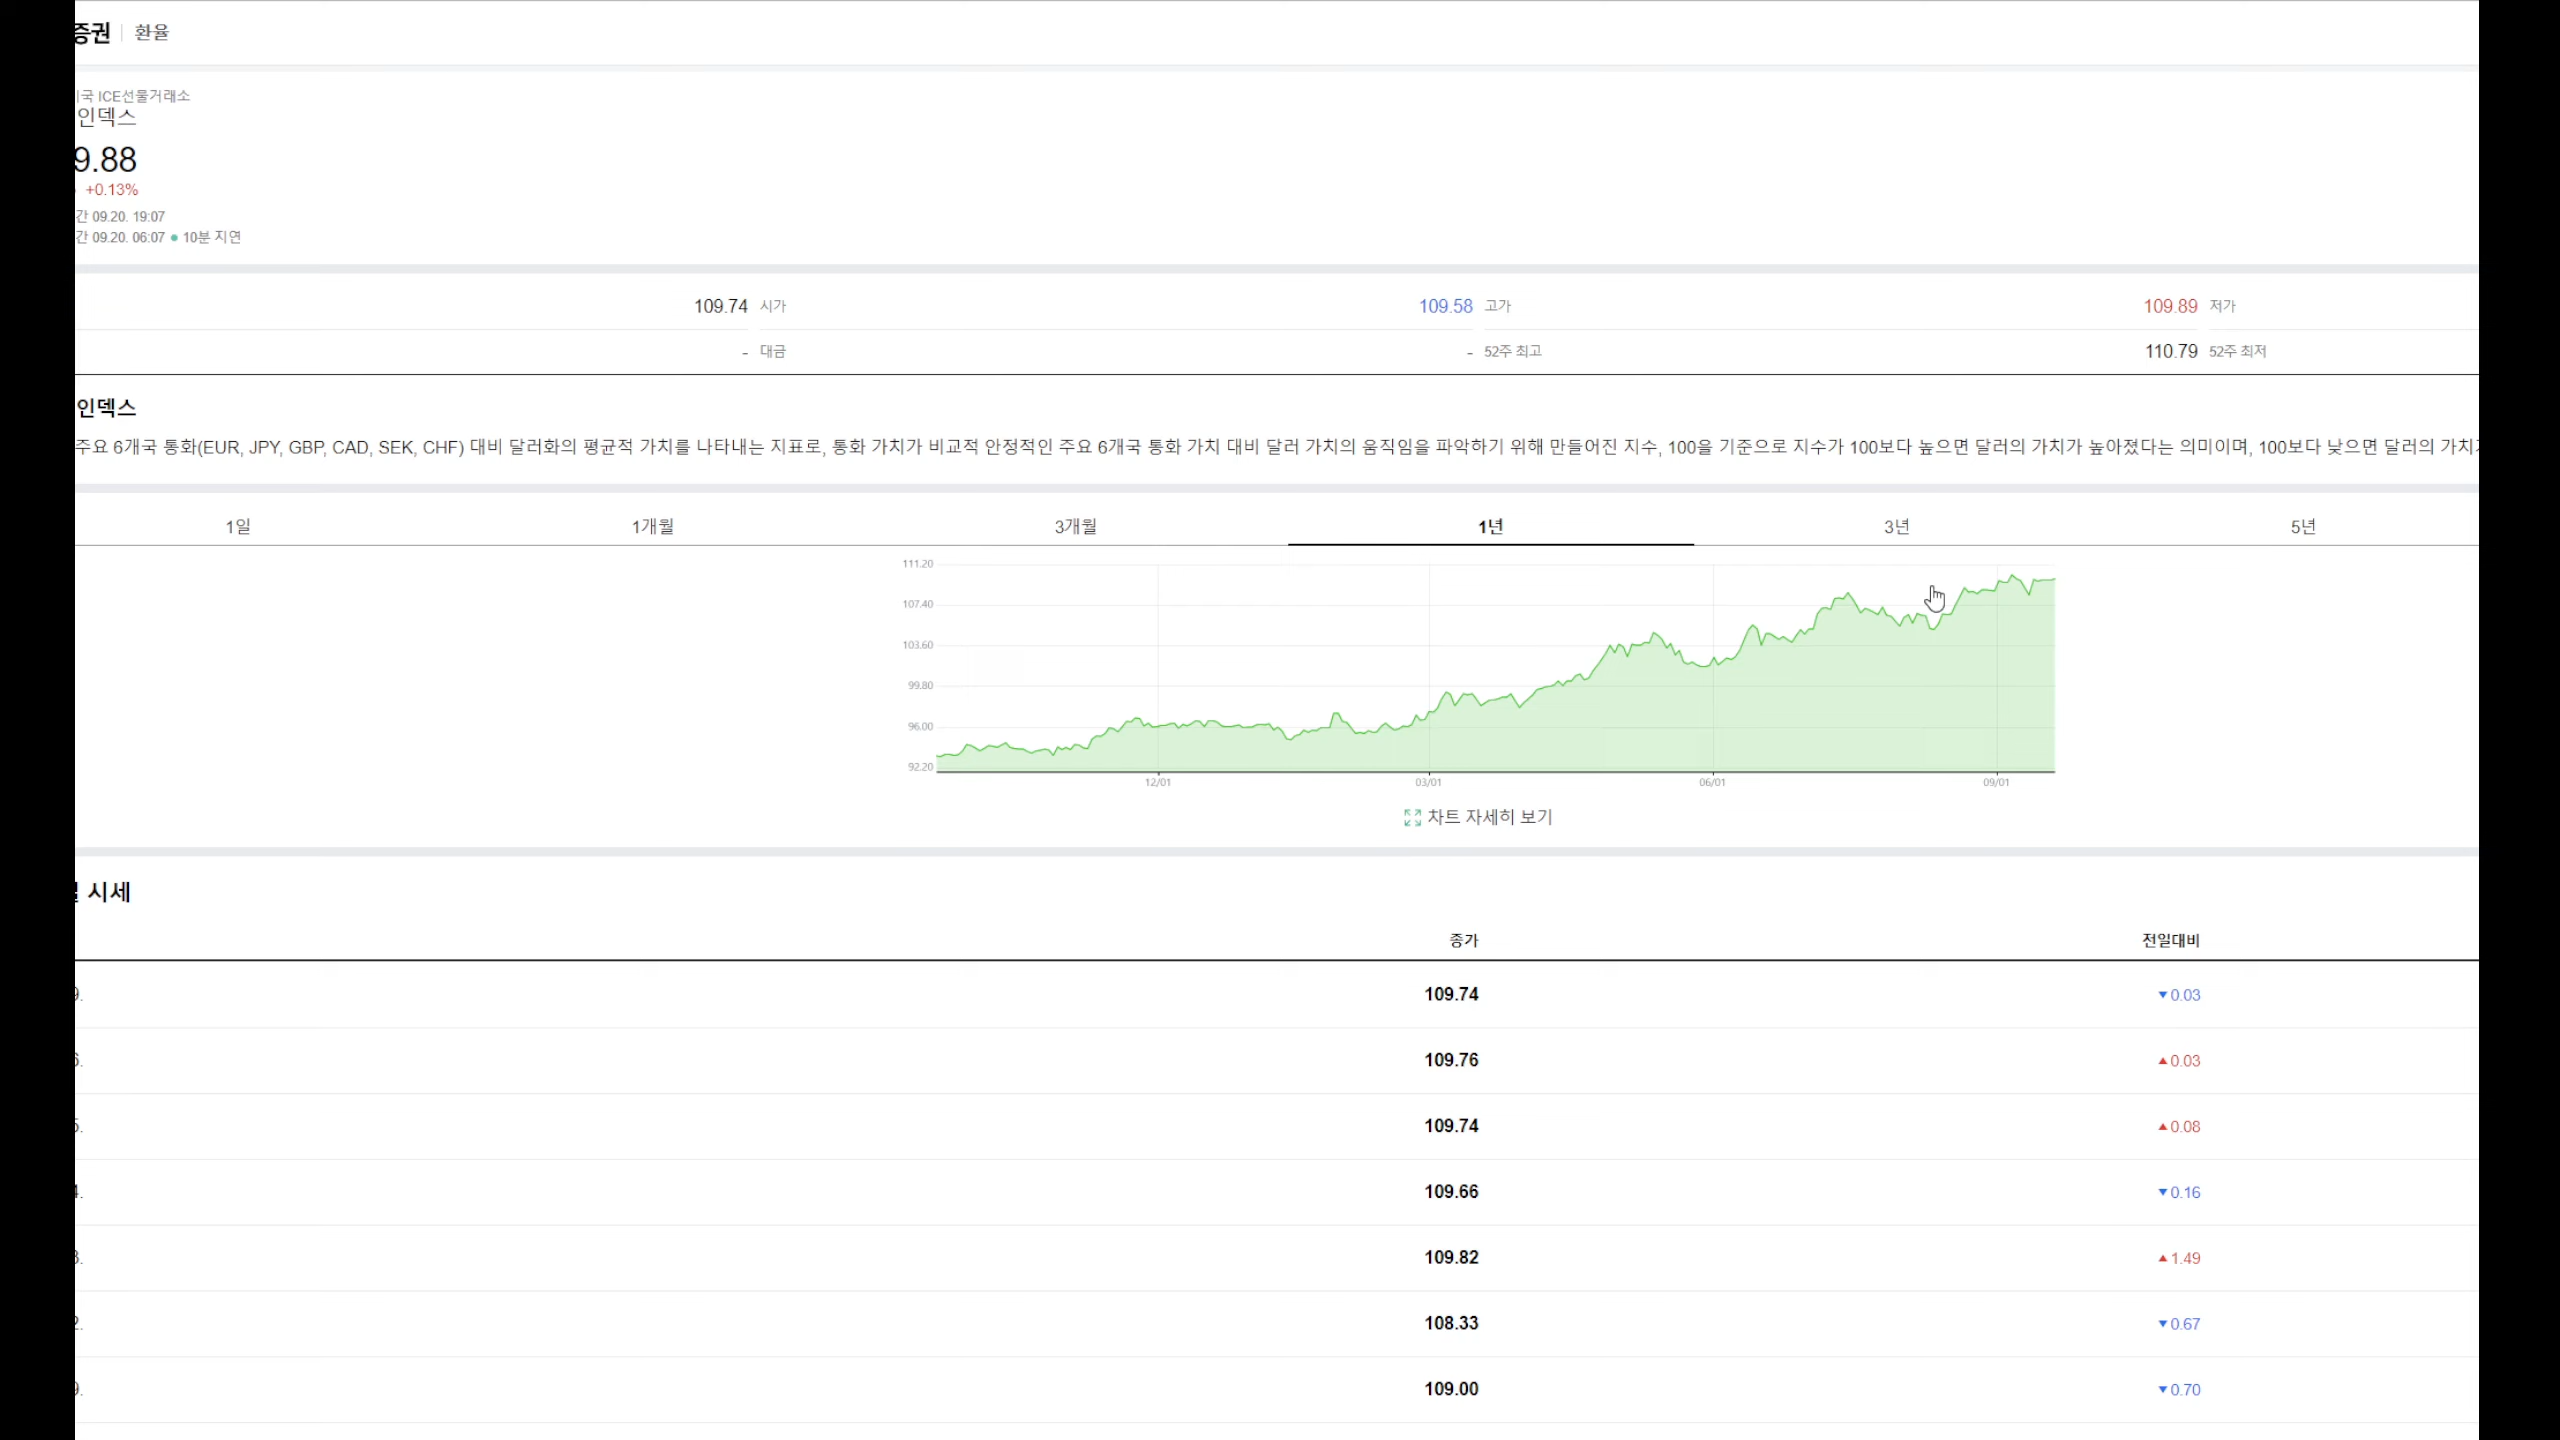 증권 환율
국 ICE선물거래소
인덱스
9.88
+0.13%
간 09.20. 19:07
간 09.20. 06:07 10분 지연
109.74 시가 109.58 고가 109.89 저가
- 대금 - 52주 최고 110.79 52주 최저
인덱스
주요 6개국 통화(EUR, JPY, GBP, CAD, SEK, CHF) 대비 달러화의 평균적 가치를 나타내는 지표로, 통화 가치가 비교적 안정적인 주요 6개국 통화 가치 대비 달러 가치의 움직임을 파악하기 위해 만들어진 지수, 100을 기준으로 지수가 100보다 높으면 달러의 가치가 높아졌다는 의미이며, 100보다 낮으면 달러의 가치
1일 1개월 3개월 1년 3년 5년
111.20
107.40
103.60
99.80
96.00
92.20
12/01 03/01 06/01 09/01
차트 자세히 보기
시세
종가 전일대비
9. 109.74 ▼0.03
6. 109.76 ▲0.03
5. 109.74 ▲0.08
4. 109.66 ▼0.16
3. 109.82 ▲1.49
2. 108.33 ▼0.67
9. 109.00 ▼0.70